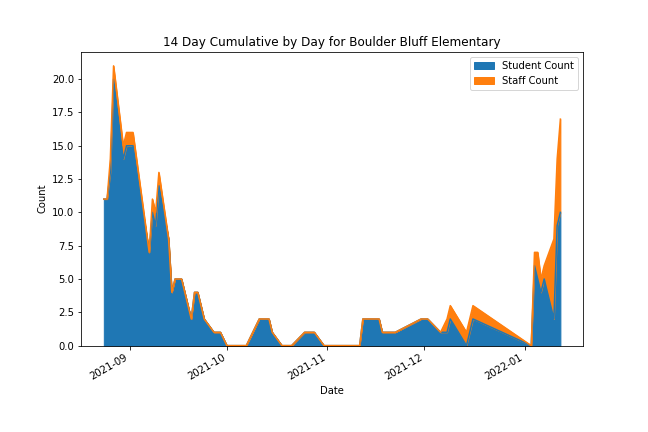 14 Day Cumulative by Day for Boulder Bluff Elementary
Student Count
Staff Count
20.0
17.5
15.0
12.5
10.0
7.5
5.0
2.5
0.0
Count
2021-09
2021-10
2021-11
2021-12
2022-01
Date